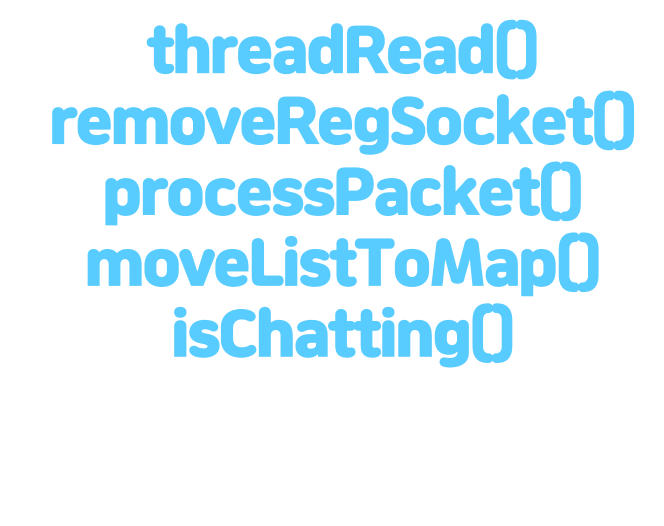 threadRead()
removeRegSocket()
processPacket()
moveListToMap()
isChatting()